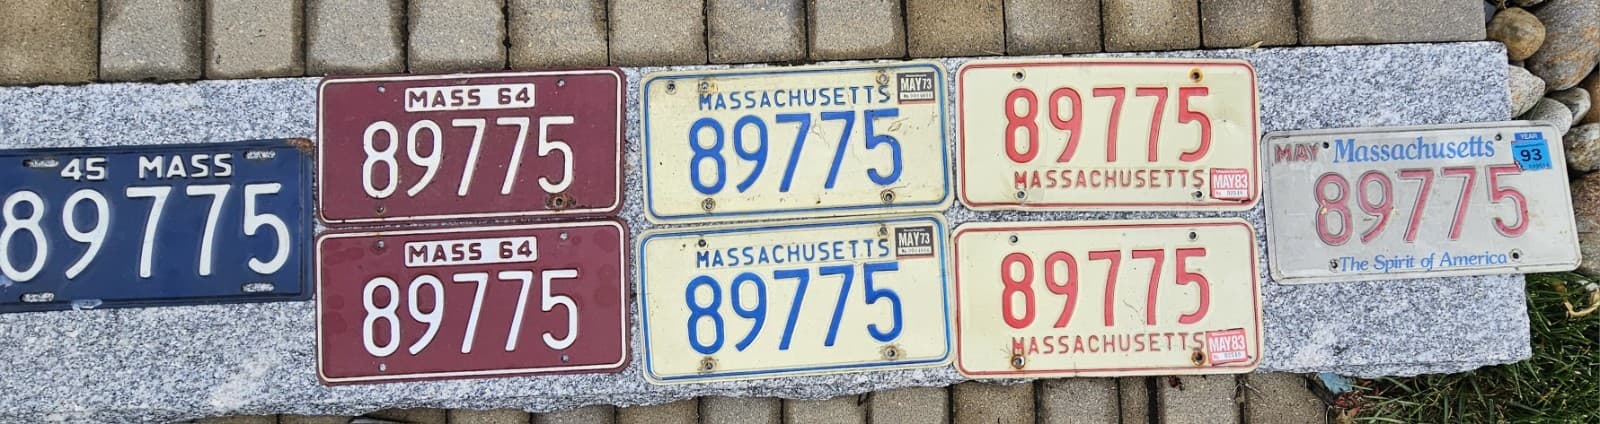 45 MASS
89775
MASS 64
89775
MASS 64
89775
MASSACHUSETTS MAY 73
89775
MASSACHUSETTS MAY 73
89775
89775
MASSACHUSETTS MAY 83
89775
MASSACHUSETTS MAY 83
MAY Massachusetts YEAR 93
89775
The Spirit of America